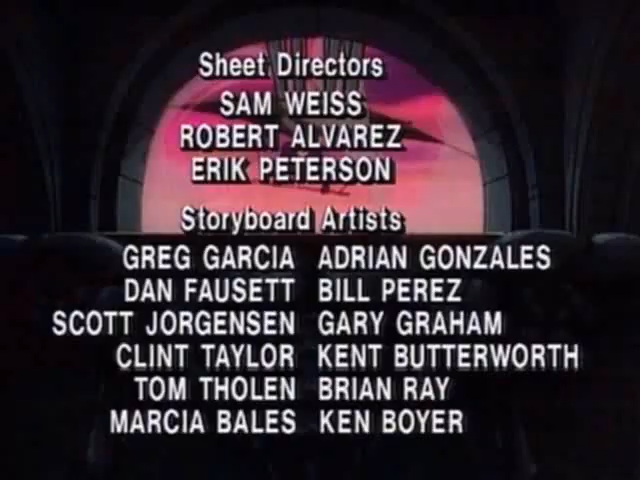 Sheet Directors
SAM WEISS
ROBERT ALVAREZ
ERIK PETERSON
Storyboard Artists
GREG GARCIA ADRIAN GONZALES
DAN FAUSETT BILL PEREZ
SCOTT JORGENSEN GARY GRAHAM
CLINT TAYLOR KENT BUTTERWORTH
TOM THOLEN BRIAN RAY
MARCIA BALES KEN BOYER